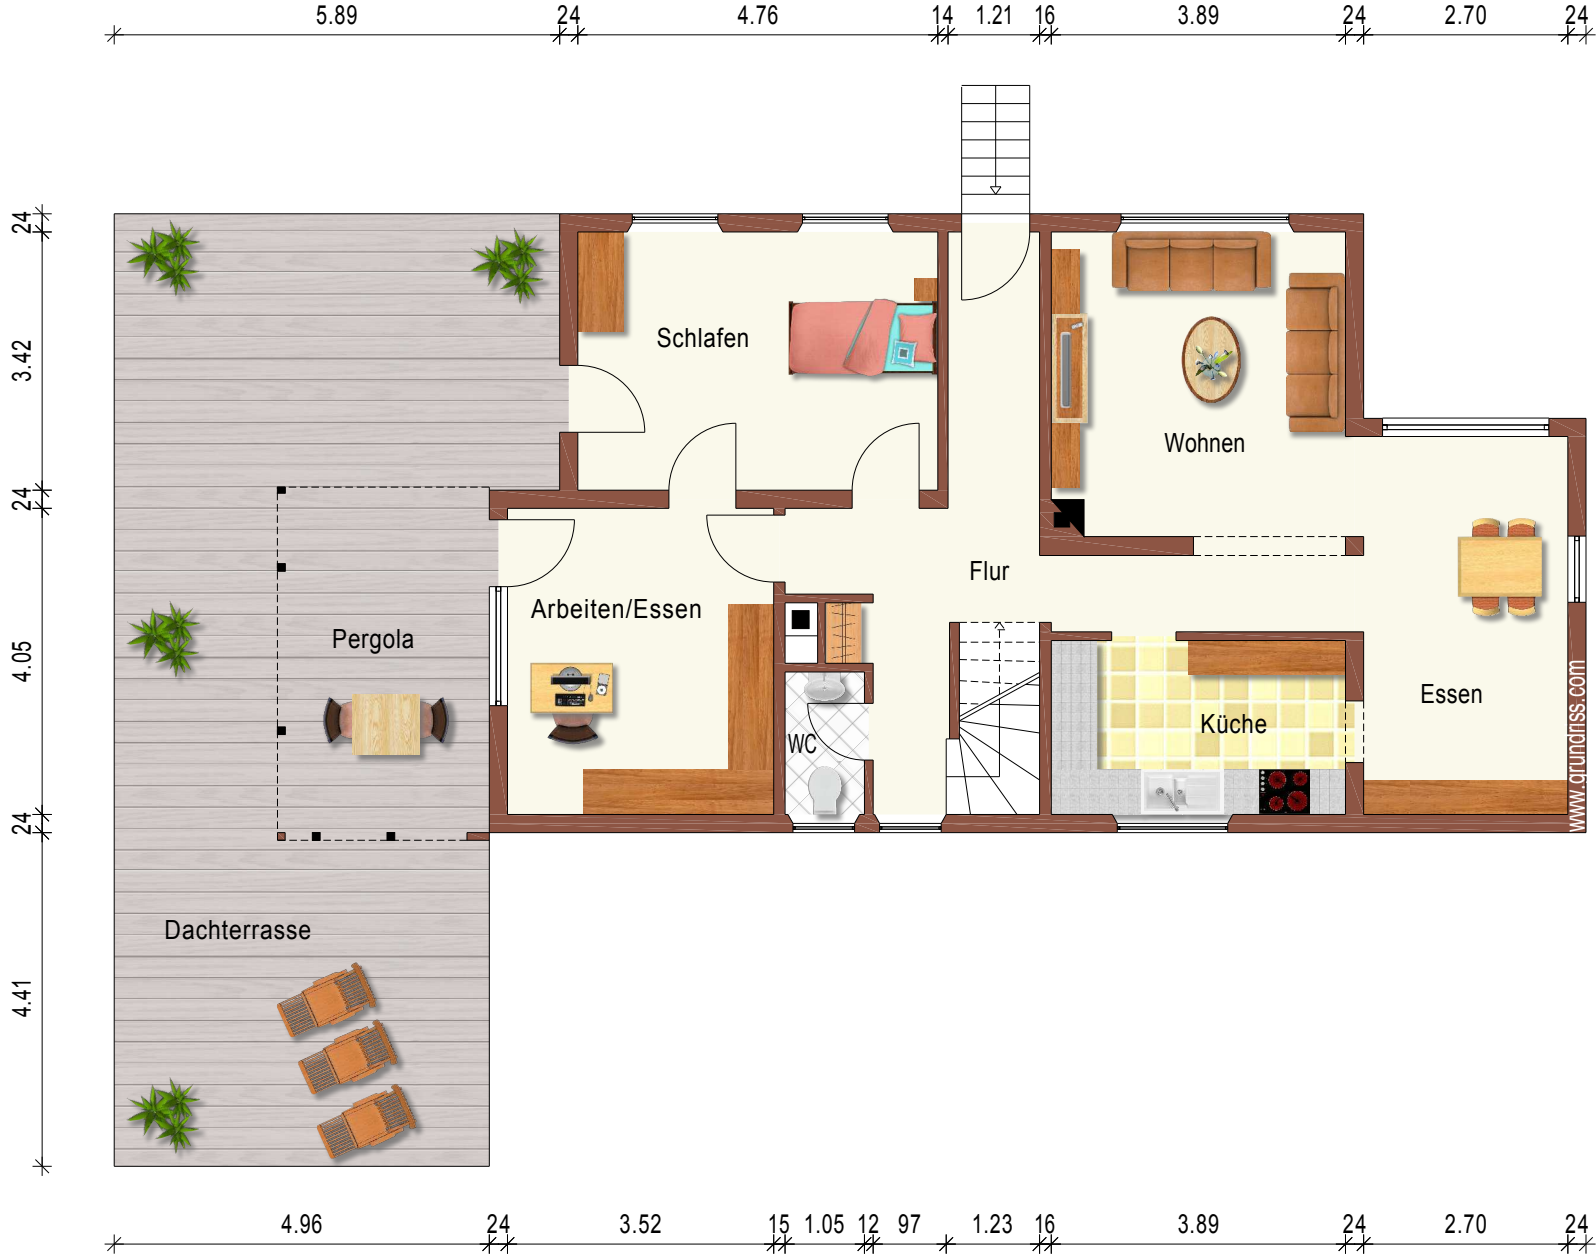 5.89 24 4.76 14 1.21 16 3.89 24 2.70 24
24
3.42
24
4.05
24
4.41
Schlafen
Wohnen
Flur
Arbeiten/Essen
Pergola
Essen
Küche
WC
www.grundriss.com
Dachterrasse
4.96 24 3.52 15 1.05 12 97 1.23 16 3.89 24 2.70 24